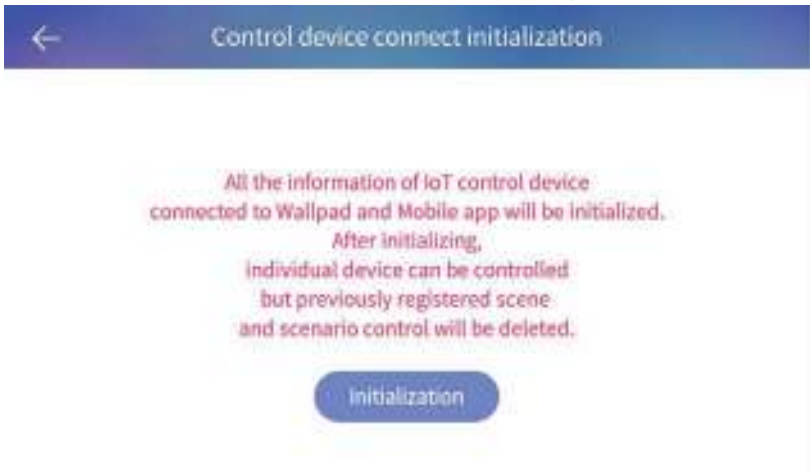 Control device connect initialization
All the information of IoT control device
connected to Wallpad and Mobile app will be initialized.
After initializing,
individual device can be controlled
but previously registered scene
and scenario control will be deleted.
Initialization